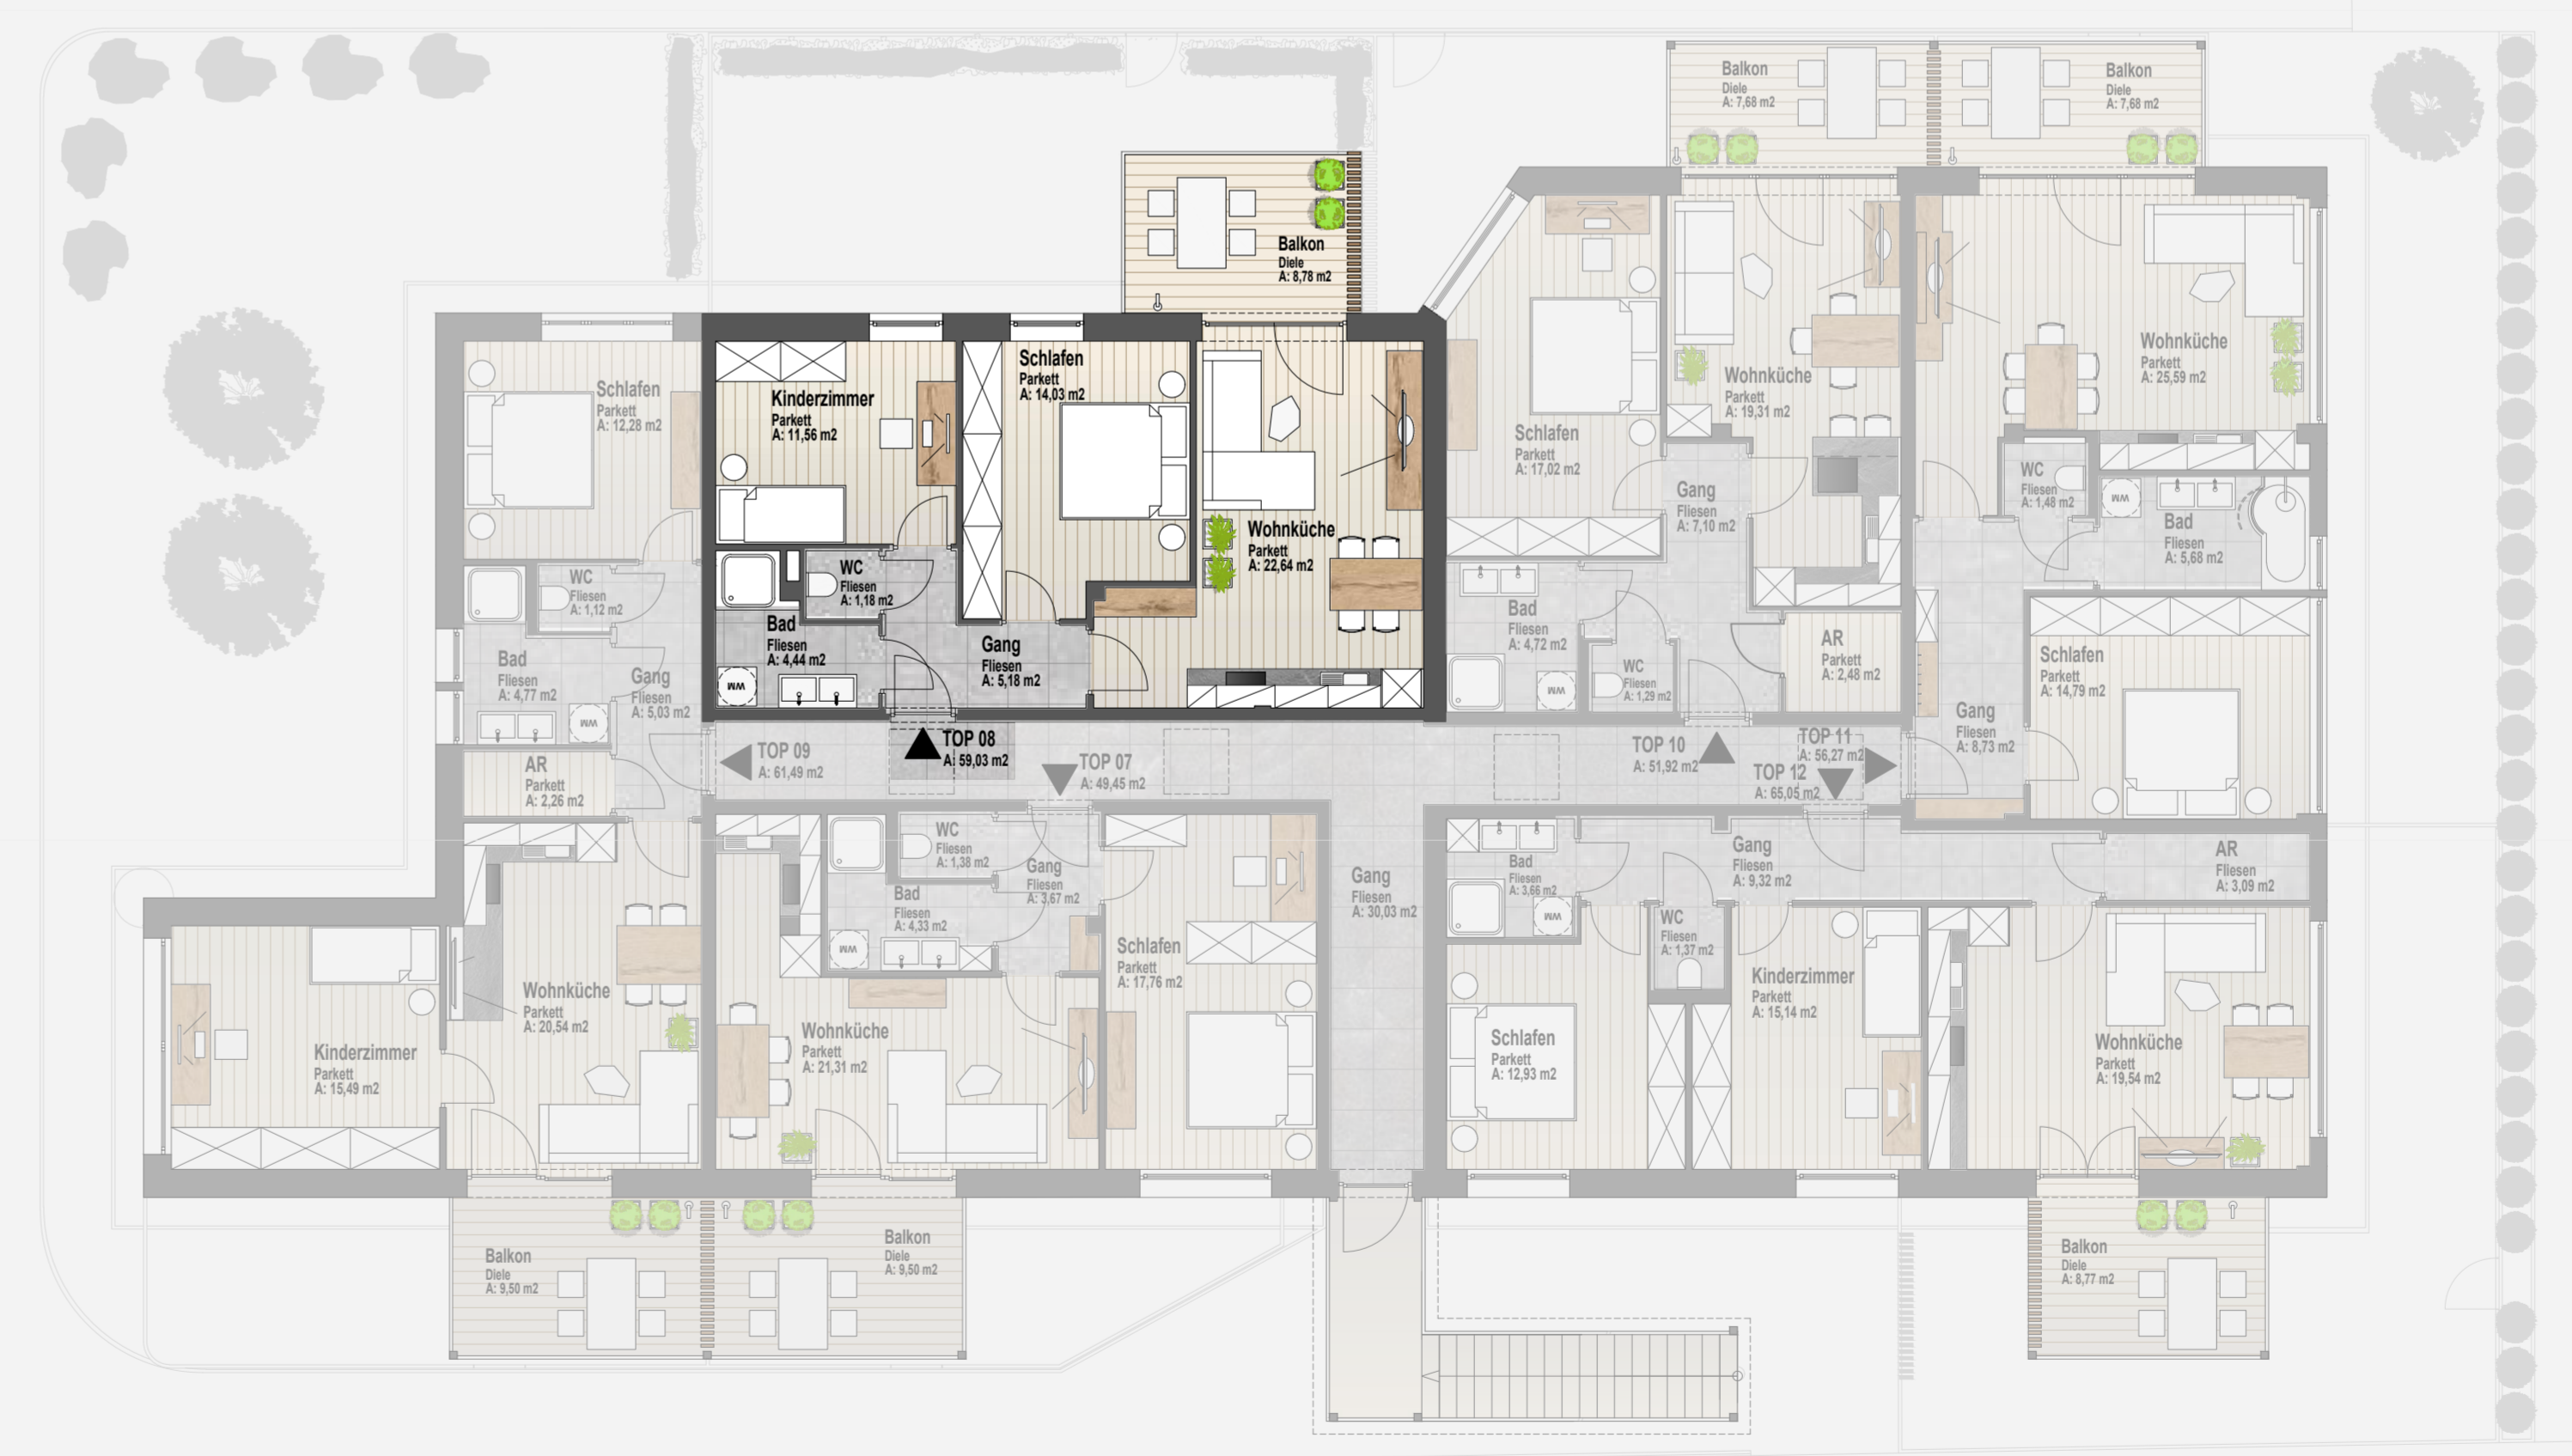 Balkon
Diele
A: 7,68 m2
Balkon
Diele
A: 7,68 m2
Balkon
Diele
A: 8,78 m2
Schlafen
Parkett
A: 12,28 m2
Kinderzimmer
Parkett
A: 11,56 m2
Schlafen
Parkett
A: 14,03 m2
Wohnküche
Parkett
A: 22,64 m2
Schlafen
Parkett
A: 17,02 m2
Wohnküche
Parkett
A: 19,31 m2
Wohnküche
Parkett
A: 25,59 m2
Gang
Fliesen
A: 7,10 m2
WC
Fliesen
A: 1,48 m2
WM
Bad
Fliesen
A: 5,68 m2
WC
Fliesen
A: 1,12 m2
WC
Fliesen
A: 1,18 m2
Bad
Fliesen
A: 4,77 m2
WM
Gang
Fliesen
A: 5,03 m2
Bad
Fliesen
A: 4,44 m2
WM
Gang
Fliesen
A: 5,18 m2
Bad
Fliesen
A: 4,72 m2
WM
WC
Fliesen
A: 1,29 m2
AR
Parkett
A: 2,48 m2
Gang
Fliesen
A: 8,73 m2
Schlafen
Parkett
A: 14,79 m2
AR
Parkett
A: 2,26 m2
TOP 09
A: 61,49 m2
TOP 08
A: 59,03 m2
TOP 07
A: 49,45 m2
TOP 10
A: 51,92 m2
TOP 11
A: 56,27 m2
TOP 12
A: 65,05 m2
WC
Fliesen
A: 1,38 m2
Gang
Fliesen
A: 3,67 m2
Bad
Fliesen
A: 4,33 m2
WM
Gang
Fliesen
A: 30,03 m2
Bad
Fliesen
A: 3,66 m2
WM
Gang
Fliesen
A: 9,32 m2
AR
Fliesen
A: 3,09 m2
WC
Fliesen
A: 1,37 m2
Kinderzimmer
Parkett
A: 15,49 m2
Wohnküche
Parkett
A: 20,54 m2
Wohnküche
Parkett
A: 21,31 m2
Schlafen
Parkett
A: 17,76 m2
Schlafen
Parkett
A: 12,93 m2
Kinderzimmer
Parkett
A: 15,14 m2
Wohnküche
Parkett
A: 19,54 m2
Balkon
Diele
A: 9,50 m2
Balkon
Diele
A: 9,50 m2
Balkon
Diele
A: 8,77 m2